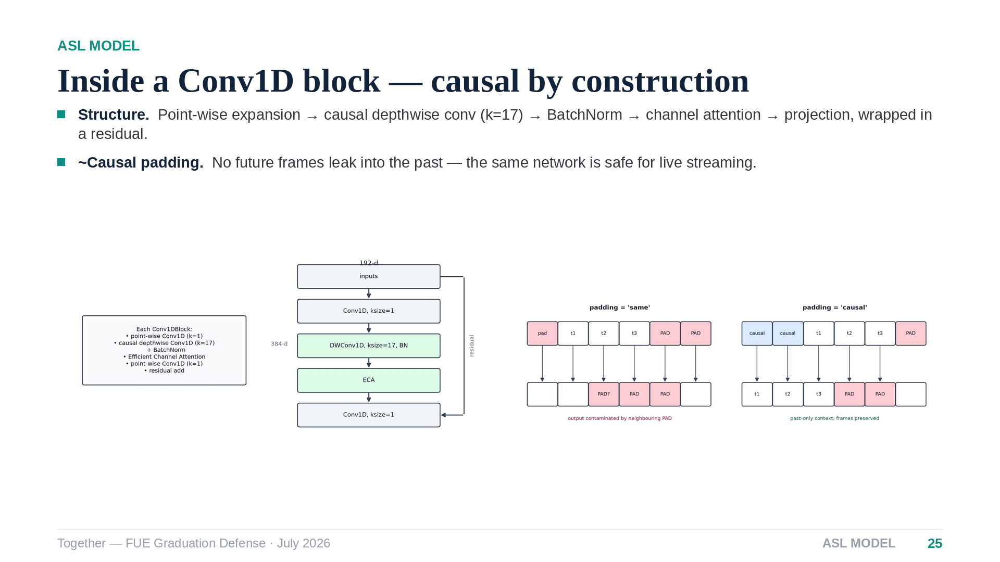 ASL MODEL
Inside a Conv1D block — causal by construction
Structure. Point-wise expansion → causal depthwise conv (k=17) → BatchNorm → channel attention → projection, wrapped in
a residual.
~Causal padding. No future frames leak into the past — the same network is safe for live streaming.
Each Conv1DBlock:
• point-wise Conv1D (k=1)
• causal depthwise Conv1D (k=17)
+ BatchNorm
• Efficient Channel Attention
• point-wise Conv1D (k=1)
• residual add
192-d
inputs
Conv1D, ksize=1
384-d
DWConv1D, ksize=17, BN
ECA
Conv1D, ksize=1
residual
padding = 'same'
pad t1 t2 t3 PAD PAD
PAD? PAD PAD
output contaminated by neighbouring PAD
padding = 'causal'
causal causal t1 t2 t3 PAD
t1 t2 t3 PAD PAD
past-only context; frames preserved
Together — FUE Graduation Defense · July 2026
ASL MODEL 25